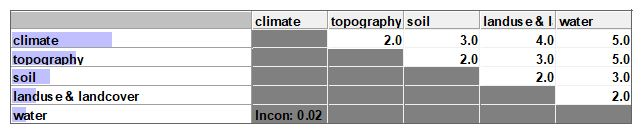 climate topography soil landuse & l water
climate 2.0 3.0 4.0 5.0
topography 2.0 3.0 5.0
soil 2.0 3.0
landuse & landcover 2.0
water Incon: 0.02